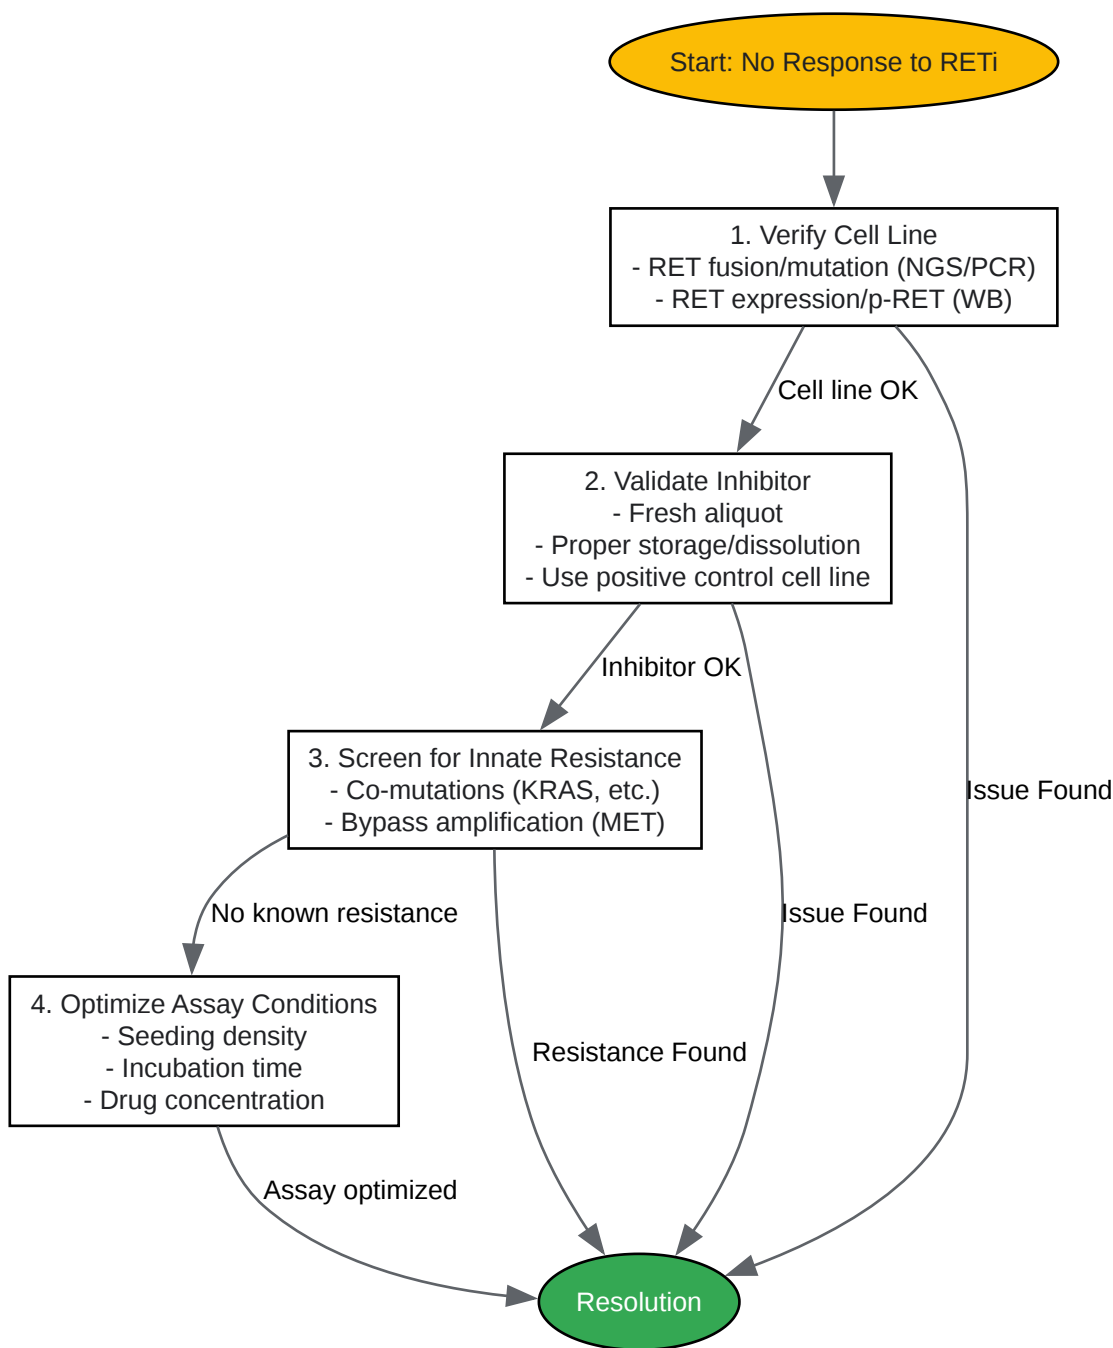 Start: No Response to RETi
1. Verify Cell Line
- RET fusion/mutation (NGS/PCR)
- RET expression/p-RET (WB)
Cell line OK
2. Validate Inhibitor
- Fresh aliquot
- Proper storage/dissolution
- Use positive control cell line
Inhibitor OK
3. Screen for Innate Resistance
- Co-mutations (KRAS, etc.)
- Bypass amplification (MET)
Issue Found
No known resistance
Issue Found
4. Optimize Assay Conditions
- Seeding density
- Incubation time
- Drug concentration
Resistance Found
Assay optimized
Resolution